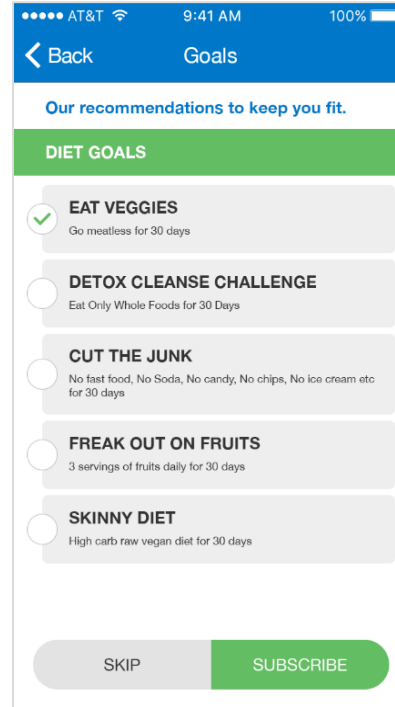 AT&T 9:41 AM 100%
Back Goals
Our recommendations to keep you fit.
DIET GOALS
EAT VEGGIES
Go meatless for 30 days
DETOX CLEANSE CHALLENGE
Eat Only Whole Foods for 30 Days
CUT THE JUNK
No fast food, No Soda, No candy, No chips, No ice cream etc
for 30 days
FREAK OUT ON FRUITS
3 servings of fruits daily for 30 days
SKINNY DIET
High carb raw vegan diet for 30 days
SKIP SUBSCRIBE